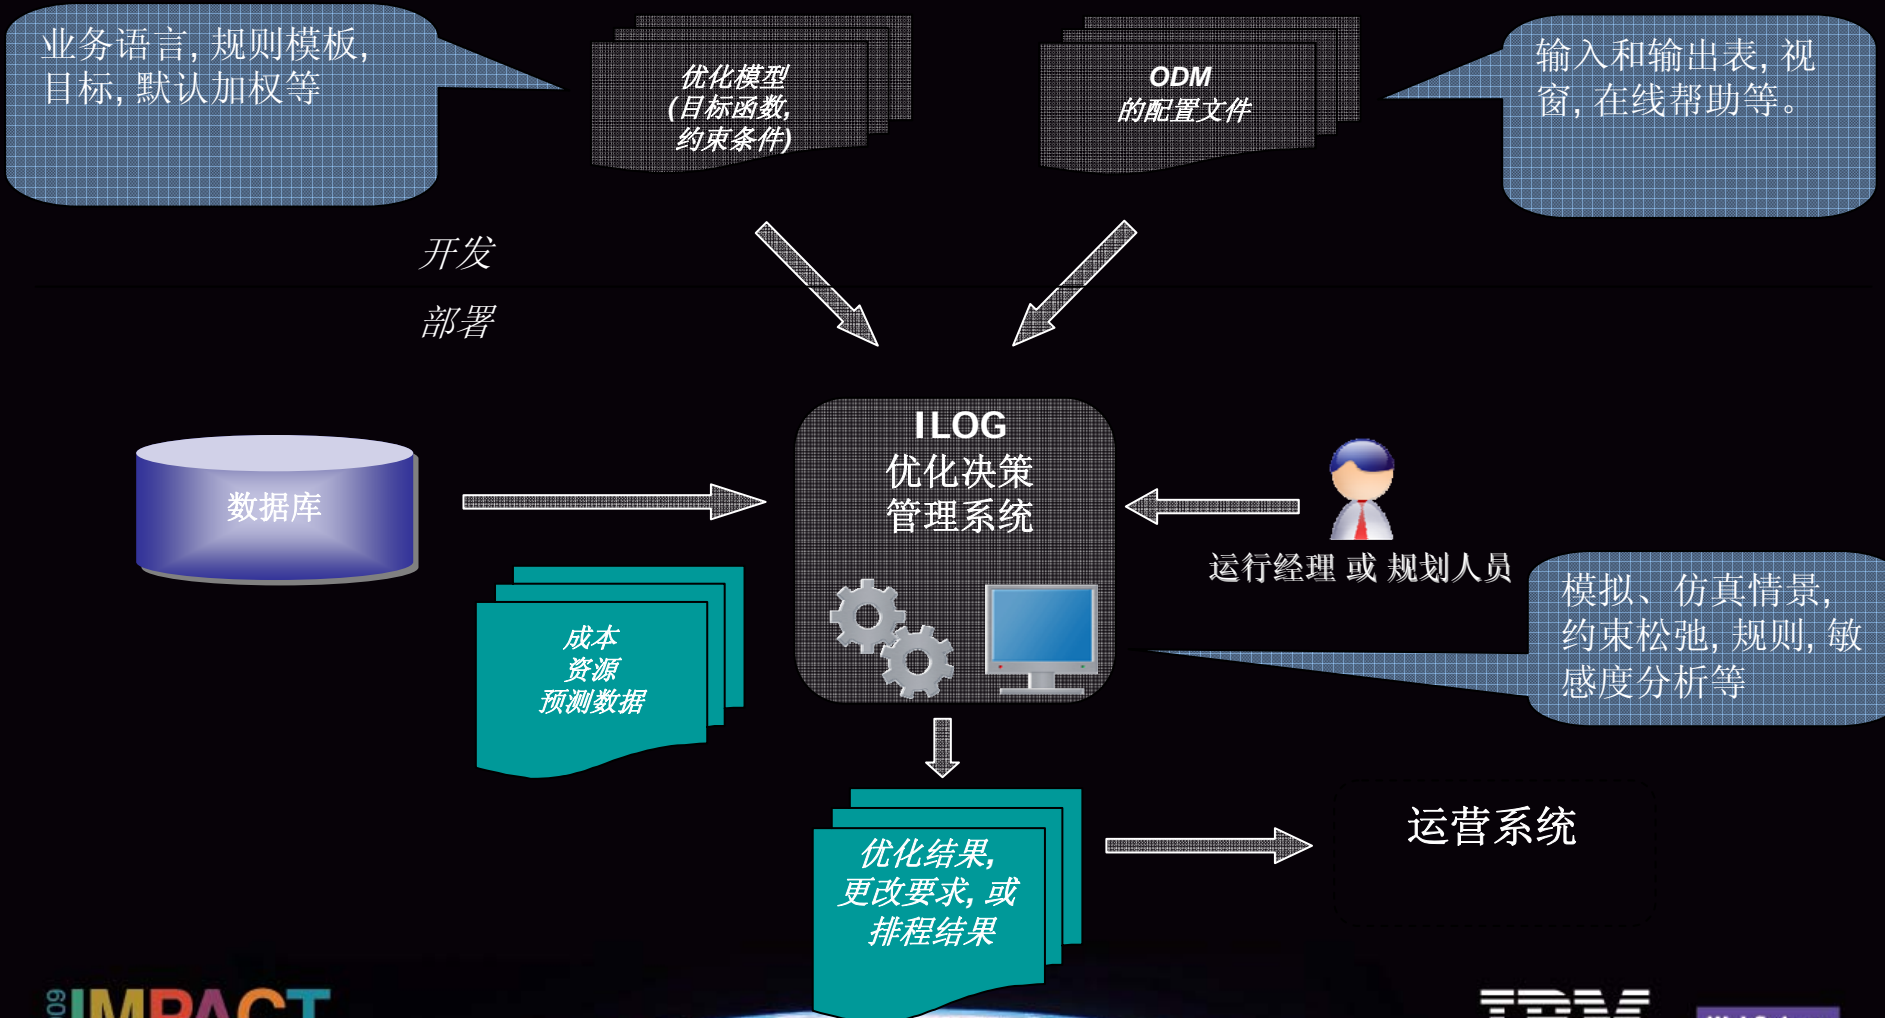 业务语言, 规则模板,
目标, 默认加权等
优化模型
(目标函数,
约束条件)
ODM
的配置文件
输入和输出表, 视
窗, 在线帮助等。
开发
部署
数据库
ILOG
优化决策
管理系统
运行经理 或 规划人员
成本
资源
预测数据
模拟、仿真情景,
约束松弛, 规则, 敏
感度分析等
优化结果,
更改要求, 或
排程结果
运营系统
09
IMPACT
IBM